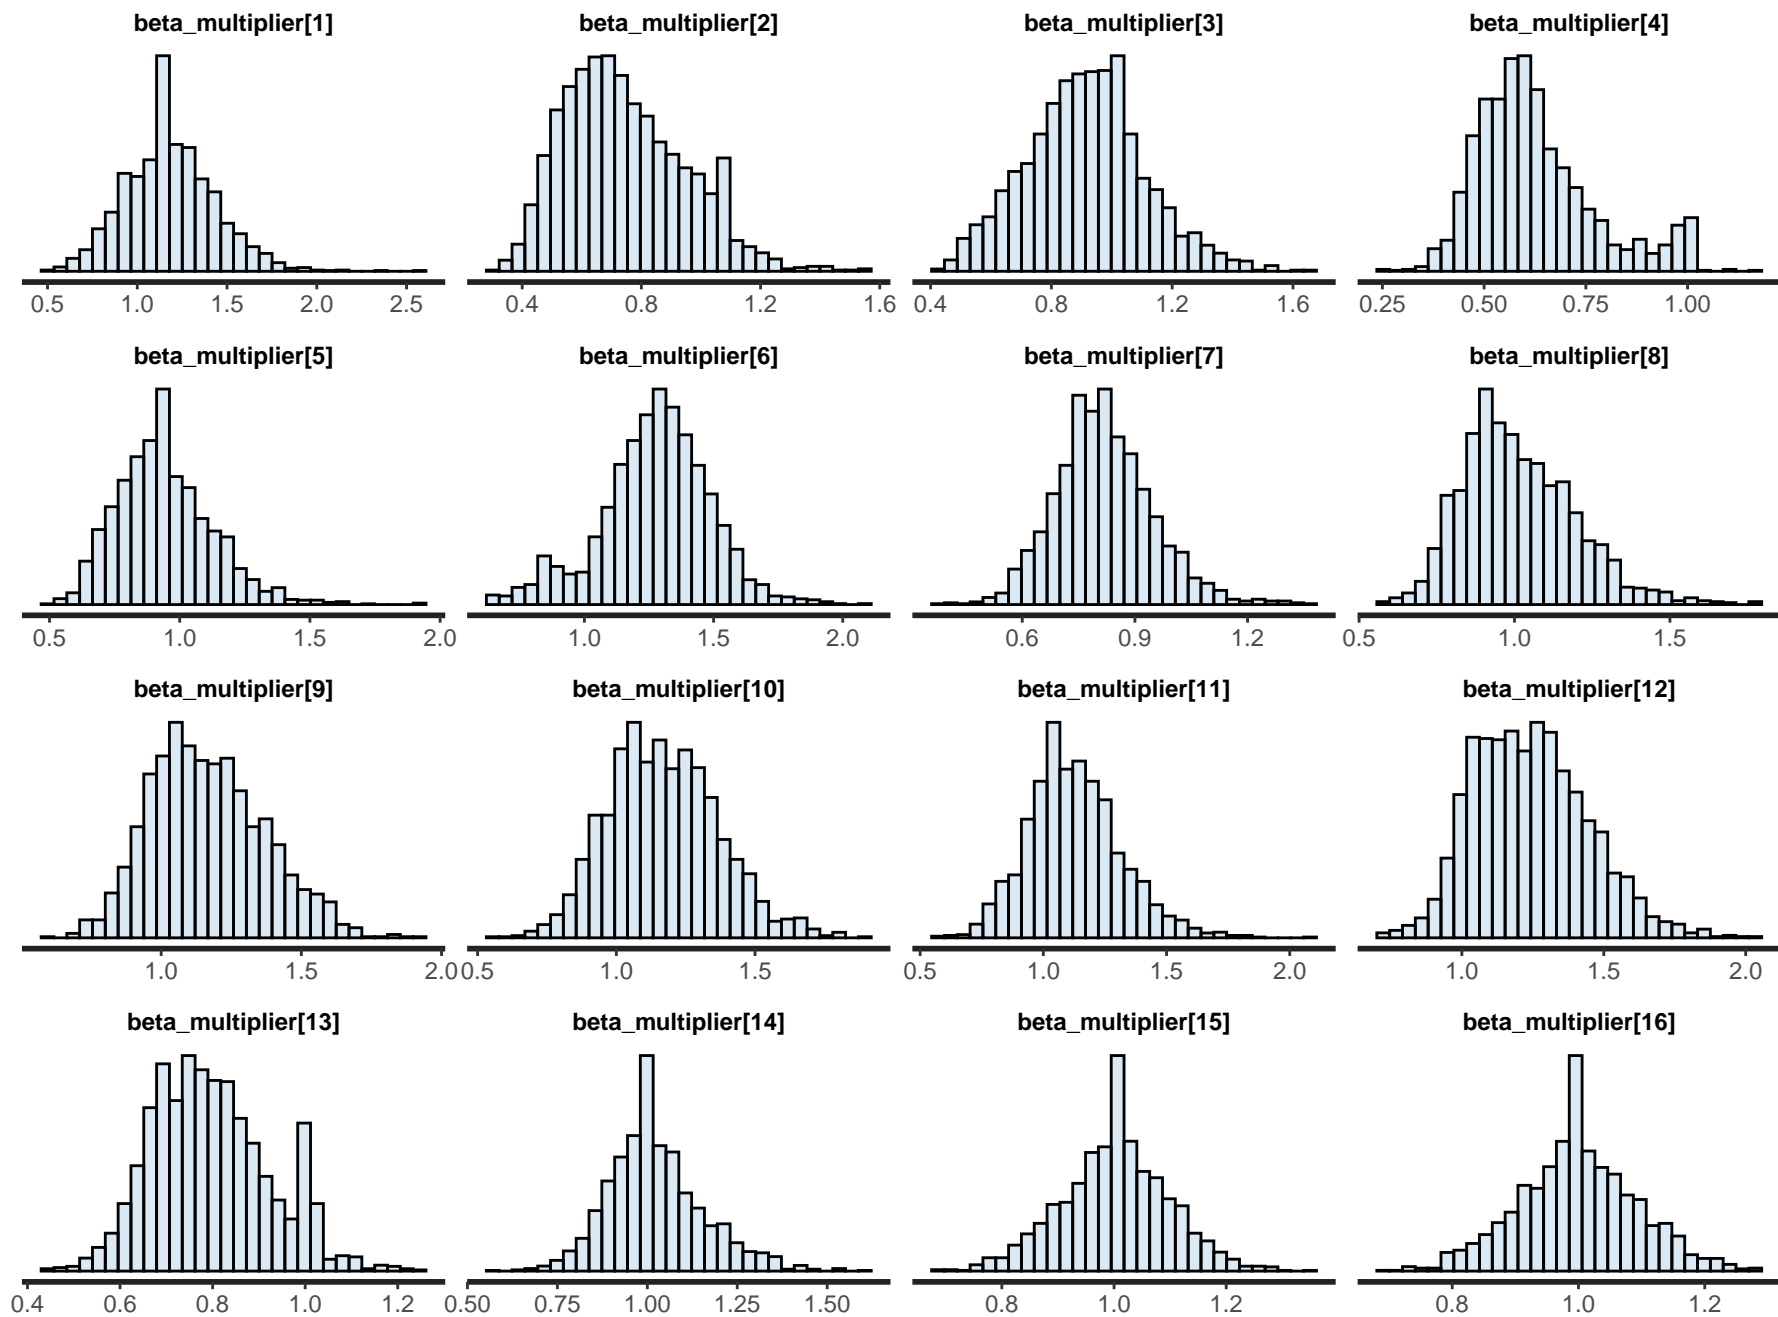 beta_multiplier[1] beta_multiplier[2] beta_multiplier[3] beta_multiplier[4]
0.5 1.0 1.5 2.0 2.5 0.4 0.8 1.2 1.6 0.4 0.8 1.2 1.6 0.25 0.50 0.75 1.00
beta_multiplier[5] beta_multiplier[6] beta_multiplier[7] beta_multiplier[8]
0.5 1.0 1.5 2.0 1.0 1.5 2.0 0.6 0.9 1.2 0.5 1.0 1.5
beta_multiplier[9] beta_multiplier[10] beta_multiplier[11] beta_multiplier[12]
1.0 1.5 2.0 0.5 1.0 1.5 0.5 1.0 1.5 2.0 1.0 1.5 2.0
beta_multiplier[13] beta_multiplier[14] beta_multiplier[15] beta_multiplier[16]
0.4 0.6 0.8 1.0 1.2 0.50 0.75 1.00 1.25 1.50 0.8 1.0 1.2 0.8 1.0 1.2